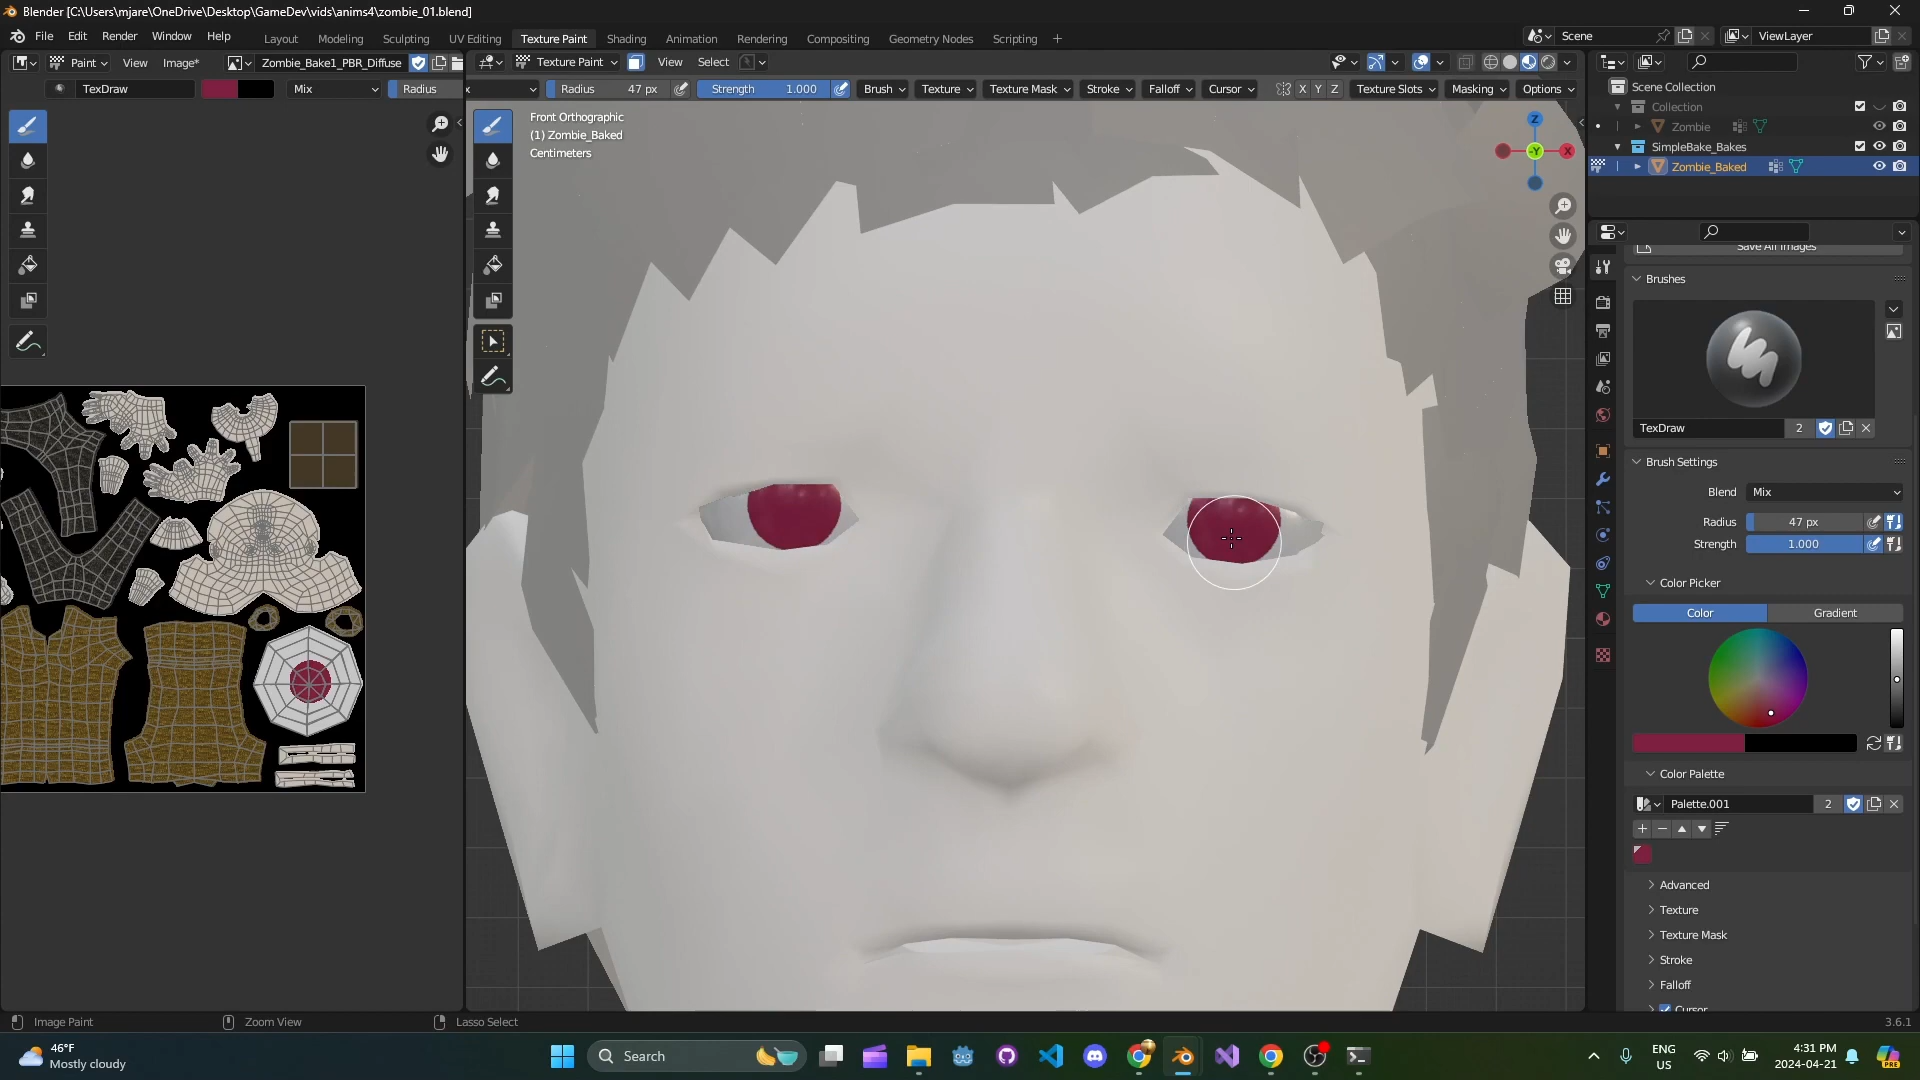 Blender [C:\Users\mjare\OneDrive\Desktop\GameDev\vids\anims4\zombie_01.blend]
File Edit Render Window Help Layout Modeling Sculpting UV Editing Texture Paint Shading Animation Rendering Compositing Geometry Nodes Scripting + Scene ViewLayer
Paint View Image* Zombie_Bake1_PBR_Diffuse Texture Paint View Select
TexDraw Mix Radius x Radius 47 px Strength 1.000 Brush Texture Texture Mask Stroke Falloff Cursor X Y Z Texture Slots Masking Options
Front Orthographic
(1) Zombie_Baked
Centimeters
Z
-Y X
Scene Collection
Collection
Zombie
SimpleBake_Bakes
Zombie_Baked
Save All Images
Brushes
TexDraw 2
Brush Settings
Blend Mix
Radius 47 px
Strength 1.000
Color Picker
Color Gradient
Color Palette
Palette.001 2
Advanced
Texture
Texture Mask
Stroke
Falloff
Cursor
Image Paint Zoom View Lasso Select 3.6.1
46°F
Mostly cloudy
Search
ENG
US
4:31 PM
2024-04-21
PRE